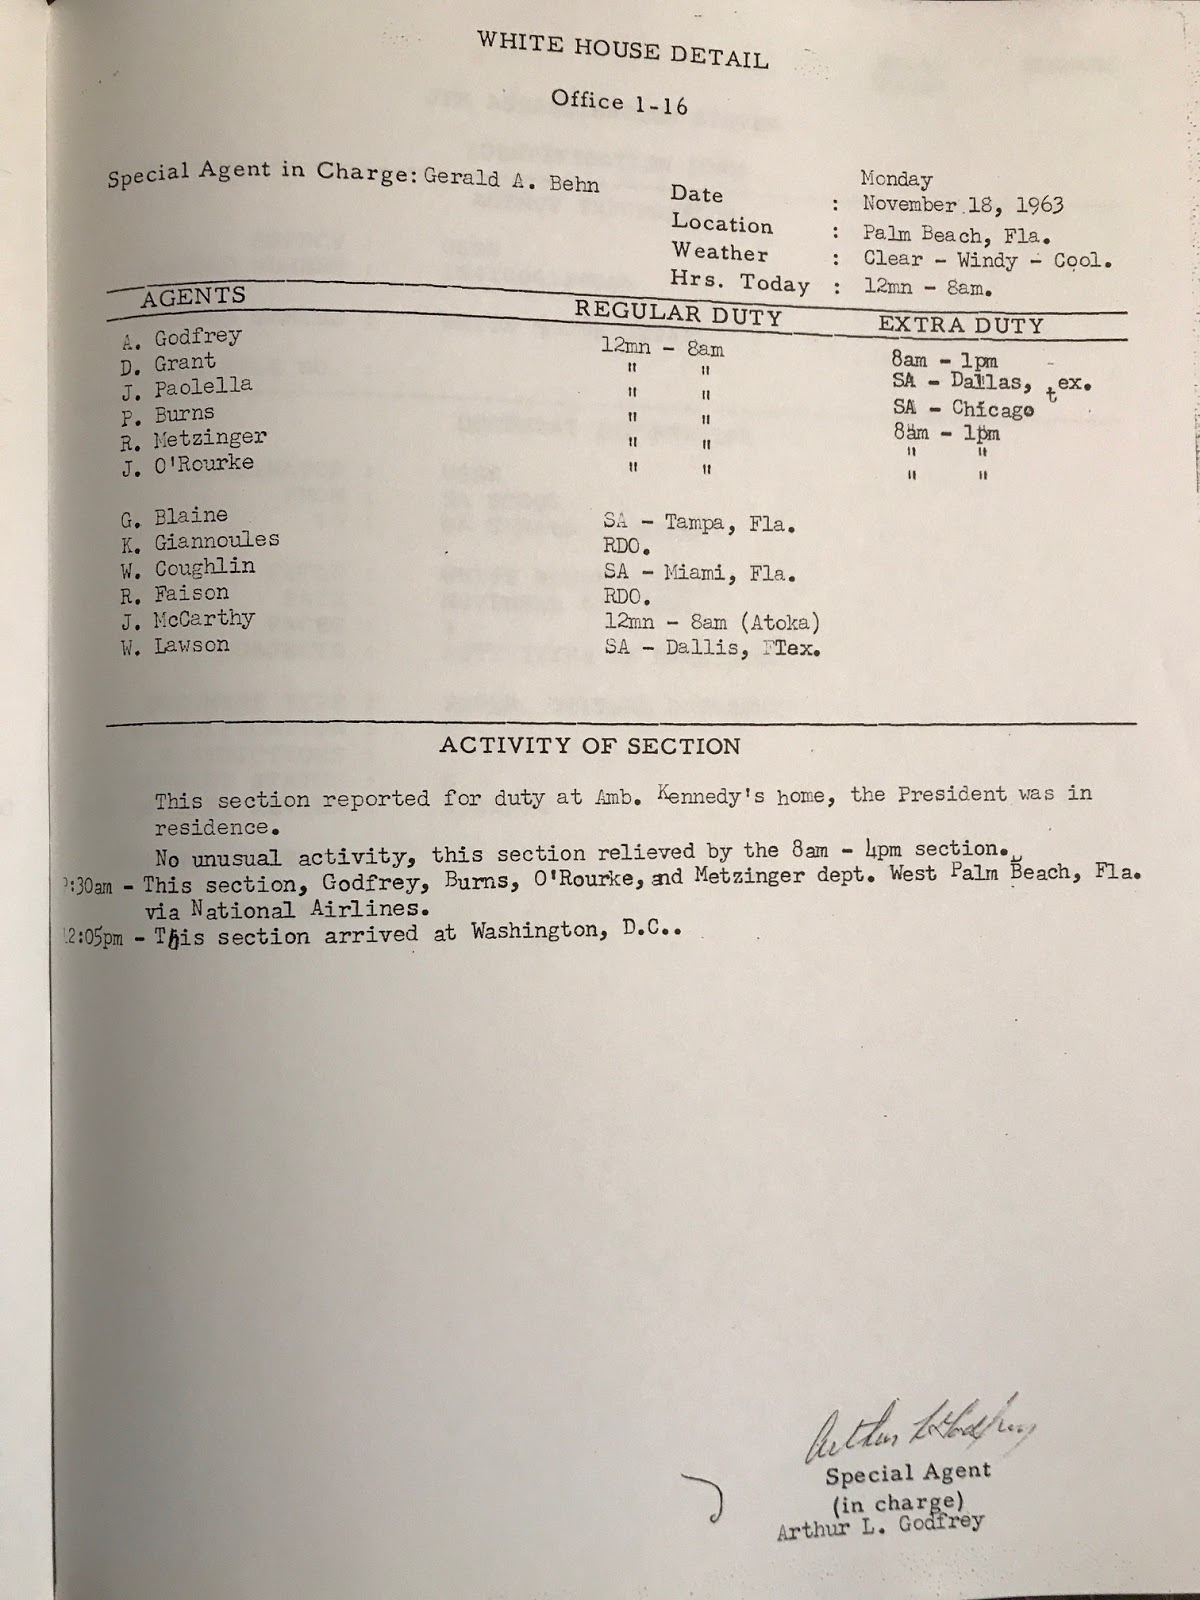 WHITE HOUSE DETAIL
Office 1-16
Special Agent in Charge: Gerald A. Behn
Monday
Date : November 18, 1963
Location : Palm Beach, Fla.
Weather : Clear - Windy - Cool.
Hrs. Today : 12mn - 8am.
AGENTS REGULAR DUTY EXTRA DUTY
A. Godfrey 12mn - 8am 8am - 1pm
D. Grant " " SA - Dallas, tex.
J. Paolella " " SA - Chicago
P. Burns " " 8am - 1pm
R. Metzinger " " " "
J. O'Rourke " " " "
G. Blaine SA - Tampa, Fla.
K. Giannoules RDO.
W. Coughlin SA - Miami, Fla.
R. Faison RDO.
J. McCarthy 12mn - 8am (Atoka)
W. Lawson SA - Dallis, Tex.
ACTIVITY OF SECTION
This section reported for duty at Amb. Kennedy's home, the President was in
residence.
No unusual activity, this section relieved by the 8am - 4pm section.
:30am - This section, Godfrey, Burns, O'Rourke, and Metzinger dept. West Palm Beach, Fla.
via National Airlines.
12:05pm - This section arrived at Washington, D.C..
Arthur L. Godfrey
Special Agent
(in charge)
Arthur L. Godfrey